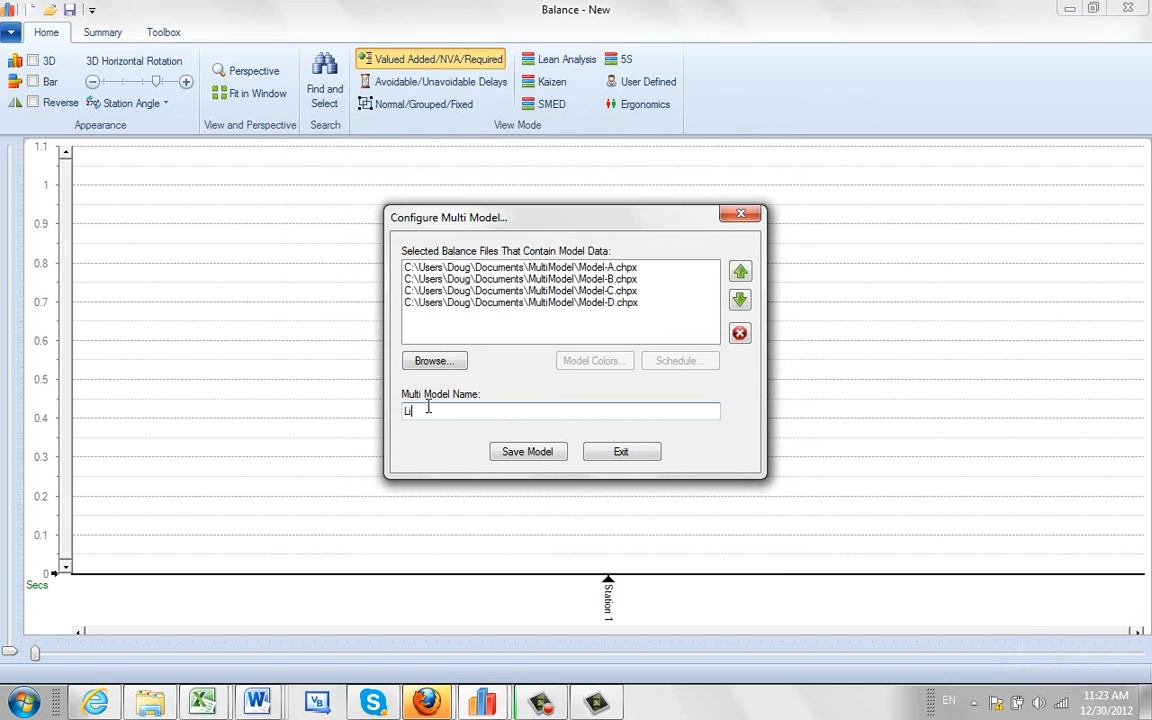 Balance - New
Home Summary Toolbox
3D 3D Horizontal Rotation Perspective Find and Select Valued Added/NVA/Required Lean Analysis 5S
Bar Fit in Window Avoidable/Unavoidable Delays Kaizen User Defined
Reverse Station Angle Normal/Grouped/Fixed SMED Ergonomics
Appearance View and Perspective Search View Mode
1.1
1
0.9
0.8
0.7
0.6
0.5
0.4
0.3
0.2
0.1
0
Secs
Station 1
Configure Multi Model...
Selected Balance Files That Contain Model Data:
C:\Users\Doug\Documents\MultiModel\Model-A.chpx
C:\Users\Doug\Documents\MultiModel\Model-B.chpx
C:\Users\Doug\Documents\MultiModel\Model-C.chpx
C:\Users\Doug\Documents\MultiModel\Model-D.chpx
Browse... Model Colors... Schedule...
Multi Model Name:
Li
Save Model Exit
EN 11:23 AM
12/30/2012